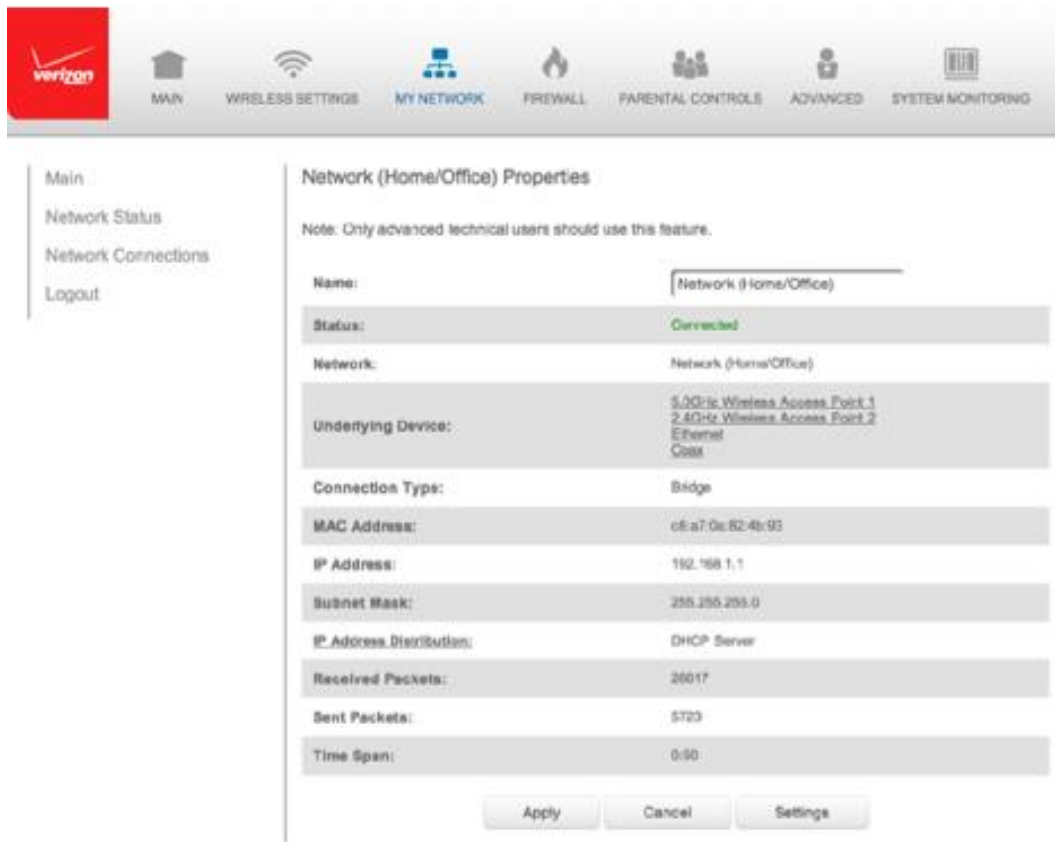 verizon
MAIN
WIRELESS SETTINGS
MY NETWORK
FIREWALL
PARENTAL CONTROLS
ADVANCED
SYSTEM MONITORING
Main
Network Status
Network Connections
Logout
Network (Home/Office) Properties
Note: Only advanced technical users should use this feature.
Name: Network (Home/Office)
Status: Connected
Network: Network (Home/Office)
Underlying Device:
5.0GHz Wireless Access Point 1
2.4GHz Wireless Access Point 2
Ethernet
Coax
Connection Type: Bridge
MAC Address:
IP Address: 192.168.1.1
Subnet Mask: 255.255.255.0
IP Address Distribution: DHCP Server
Received Packets: 26017
Sent Packets: 5723
Time Span:
Apply
Cancel
Settings